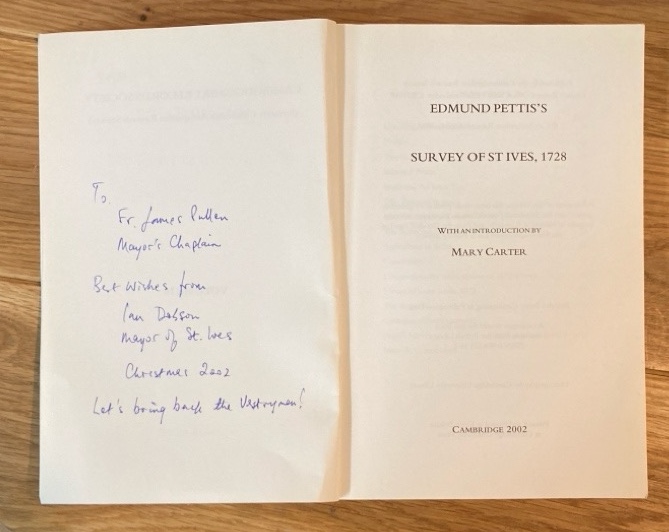 To
Fr. James Pullen
Mayor's Chaplain
Best wishes from
Ian Dobson
Mayor of St. Ives
Christmas 2002
Let's bring back the Vestrymen!
EDMUND PETTIS'S
SURVEY OF ST IVES, 1728
WITH AN INTRODUCTION BY
MARY CARTER
CAMBRIDGE 2002